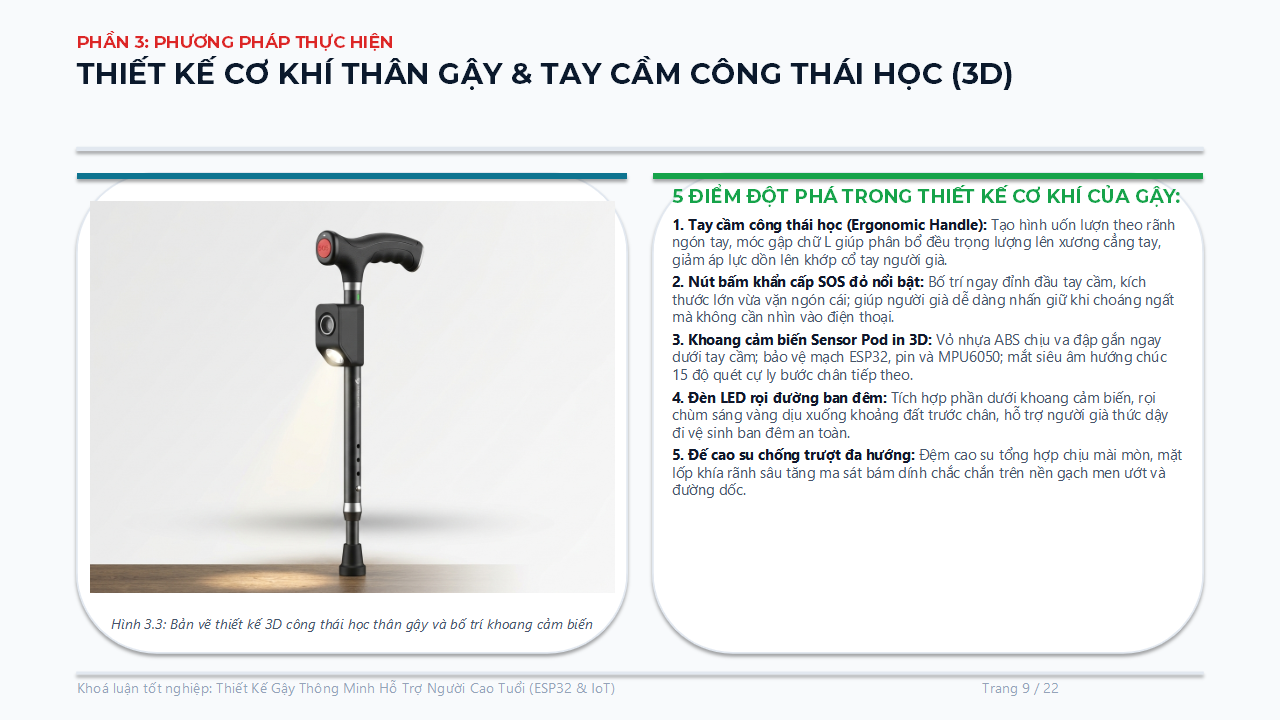 PHẦN 3: PHƯƠNG PHÁP THỰC HIỆN
THIẾT KẾ CƠ KHÍ THÂN GẬY & TAY CẦM CÔNG THÁI HỌC (3D)
Hình 3.3: Bản vẽ thiết kế 3D công thái học thân gậy và bố trí khoang cảm biến
5 ĐIỂM ĐỘT PHÁ TRONG THIẾT KẾ CƠ KHÍ CỦA GẬY:
1. Tay cầm công thái học (Ergonomic Handle): Tạo hình uốn lượn theo rãnh
ngón tay, móc gập chữ L giúp phân bổ đều trọng lượng lên xương cẳng tay,
giảm áp lực dồn lên khớp cổ tay người già.
2. Nút bấm khẩn cấp SOS đỏ nổi bật: Bố trí ngay đỉnh đầu tay cầm, kích
thước lớn vừa vặn ngón cái; giúp người già dễ dàng nhấn giữ khi choáng ngất
mà không cần nhìn vào điện thoại.
3. Khoang cảm biến Sensor Pod in 3D: Vỏ nhựa ABS chịu va đập gắn ngay
dưới tay cầm; bảo vệ mạch ESP32, pin và MPU6050; mắt siêu âm hướng chúc
15 độ quét cự ly bước chân tiếp theo.
4. Đèn LED rọi đường ban đêm: Tích hợp phần dưới khoang cảm biến, rọi
chùm sáng vàng dịu xuống khoảng đất trước chân, hỗ trợ người già thức dậy
đi vệ sinh ban đêm an toàn.
5. Đế cao su chống trượt đa hướng: Đệm cao su tổng hợp chịu mài mòn, mặt
lốp khía rãnh sâu tăng ma sát bám dính chắc chắn trên nền gạch men ướt và
đường dốc.
Khoá luận tốt nghiệp: Thiết Kế Gậy Thông Minh Hỗ Trợ Người Cao Tuổi (ESP32 & IoT)
Trang 9 / 22